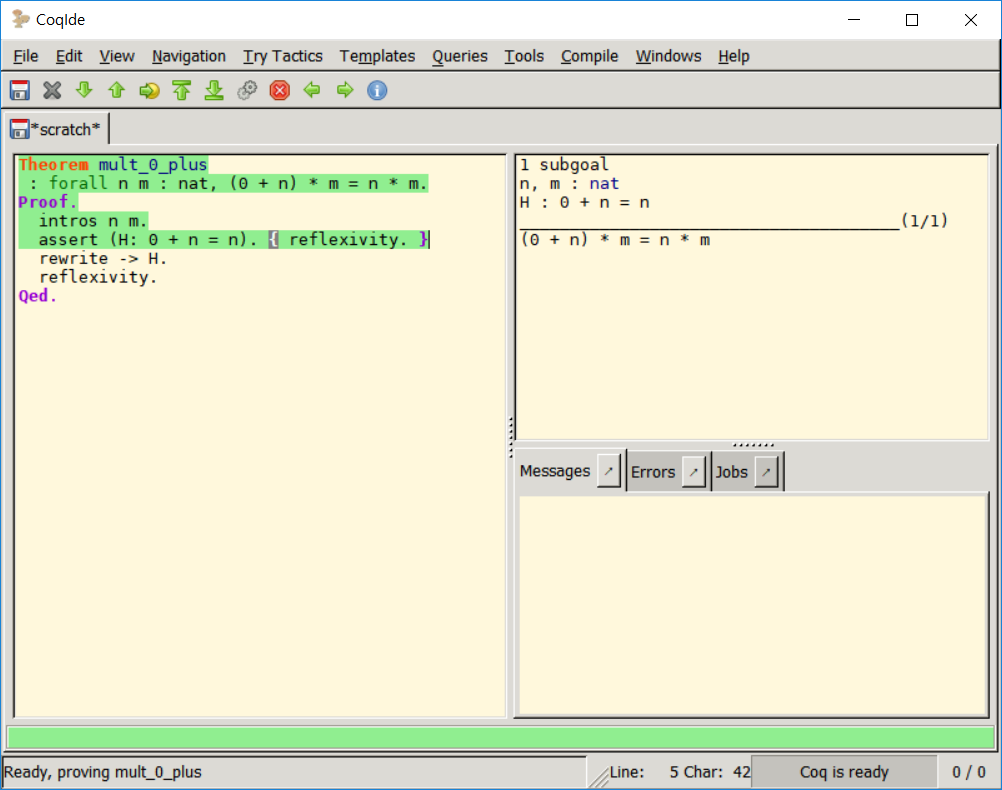 CoqIde
File Edit View Navigation Try Tactics Templates Queries Tools Compile Windows Help
*scratch*
Theorem mult_0_plus
 : forall n m : nat, (0 + n) * m = n * m.
Proof.
  intros n m.
  assert (H: 0 + n = n). { reflexivity. }
  rewrite -> H.
  reflexivity.
Qed.
1 subgoal
n, m : nat
H : 0 + n = n
______________________________________(1/1)
(0 + n) * m = n * m
Messages Errors Jobs
Ready, proving mult_0_plus
Line: 5 Char: 42 Coq is ready 0 / 0